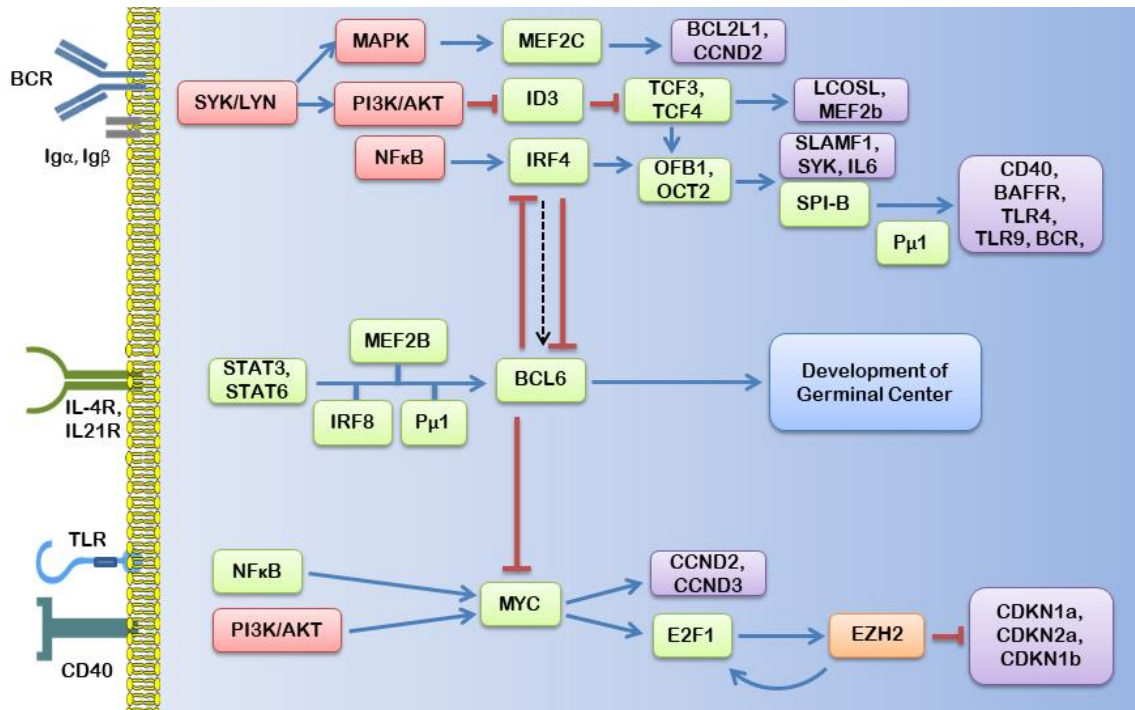 BCR
Igα, Igβ
SYK/LYN
MAPK
MEF2C
BCL2L1,
CCND2
PI3K/AKT
ID3
TCF3,
TCF4
LCOSL,
MEF2b
NFκB
IRF4
OFB1,
OCT2
SLAMF1,
SYK, IL6
SPI-B
Pμ1
CD40,
BAFFR,
TLR4,
TLR9, BCR,
IL-4R,
IL21R
STAT3,
STAT6
MEF2B
IRF8
Pμ1
BCL6
Development of
Germinal Center
TLR
CD40
NFκB
PI3K/AKT
MYC
CCND2,
CCND3
E2F1
EZH2
CDKN1a,
CDKN2a,
CDKN1b